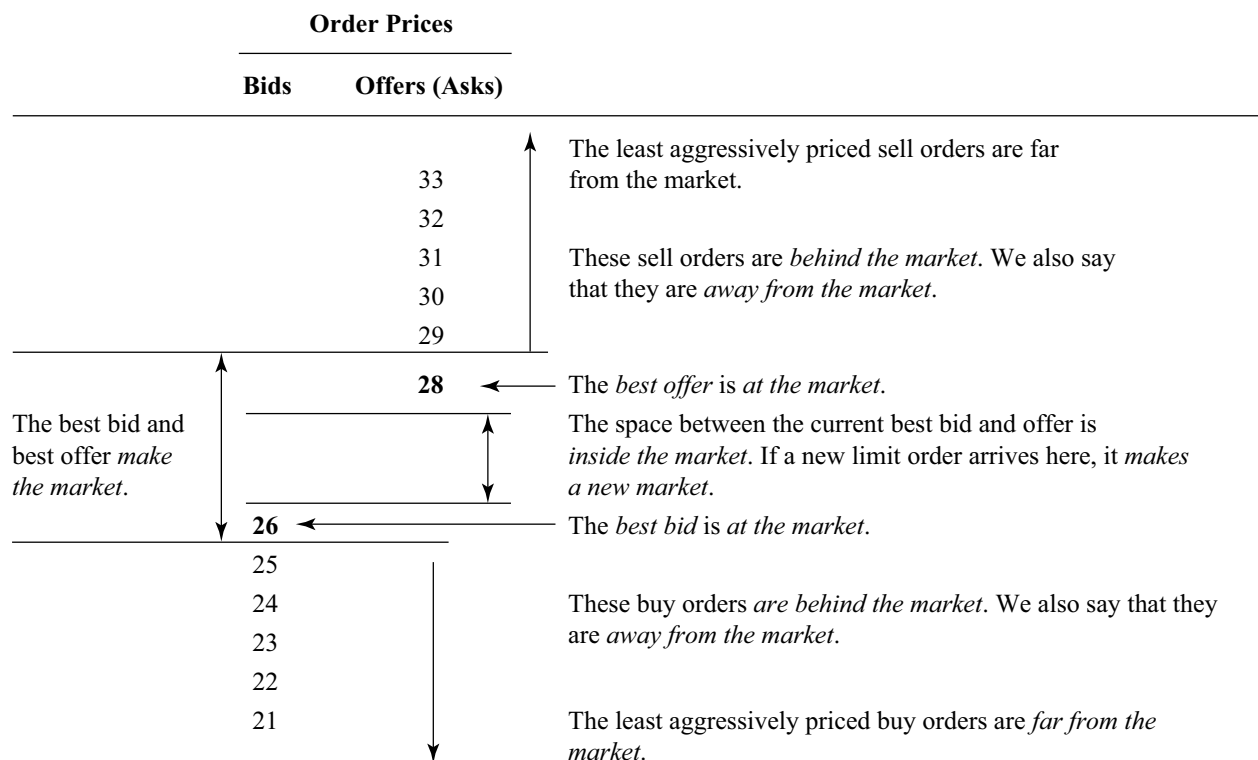 Order Prices
Bids Offers (Asks)
The least aggressively priced sell orders are far
from the market.
33
32
31
These sell orders are behind the market. We also say
that they are away from the market.
30
29
28
The best offer is at the market.
The best bid and
best offer make
the market.
The space between the current best bid and offer is
inside the market. If a new limit order arrives here, it makes
a new market.
26
The best bid is at the market.
25
24
These buy orders are behind the market. We also say that they
are away from the market.
23
22
21
The least aggressively priced buy orders are far from the
market.